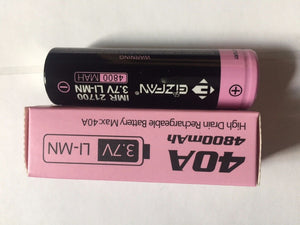 EIZFAN
IMR 21700
3.7V LI-MN
4800 MAH
WARNING
40A
4800mAh
High Drain Rechargeable Battery Max:40A
3.7V LI-MN